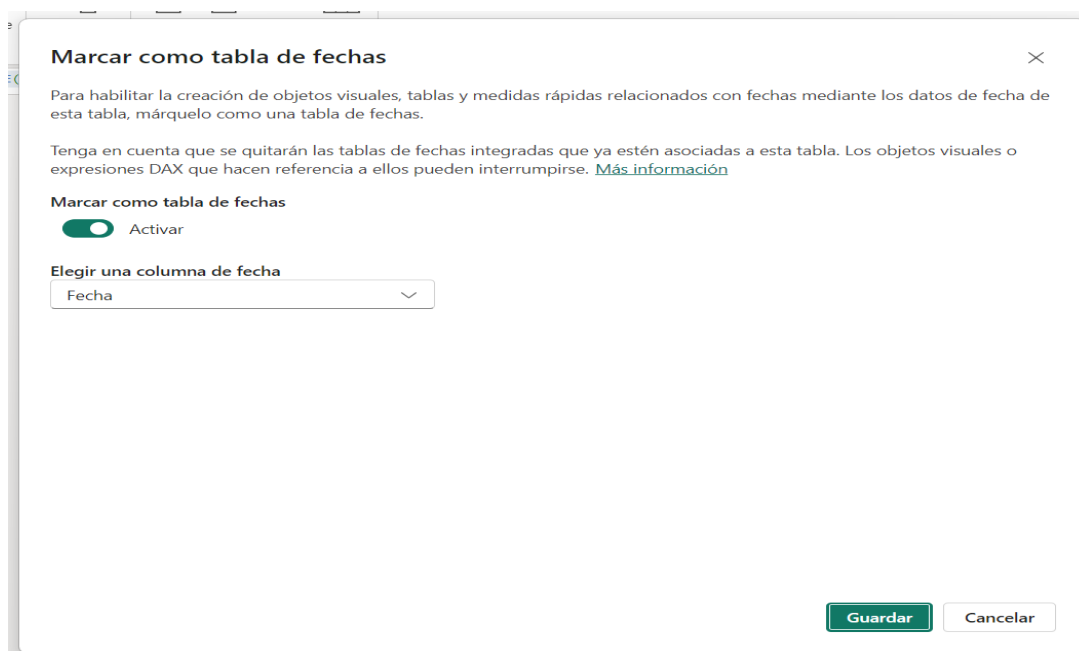 Marcar como tabla de fechas
Para habilitar la creación de objetos visuales, tablas y medidas rápidas relacionados con fechas mediante los datos de fecha de
esta tabla, márquelo como una tabla de fechas.
Tenga en cuenta que se quitarán las tablas de fechas integradas que ya estén asociadas a esta tabla. Los objetos visuales o
expresiones DAX que hacen referencia a ellos pueden interrumpirse. Más información
Marcar como tabla de fechas
Activar
Elegir una columna de fecha
Fecha
Guardar
Cancelar